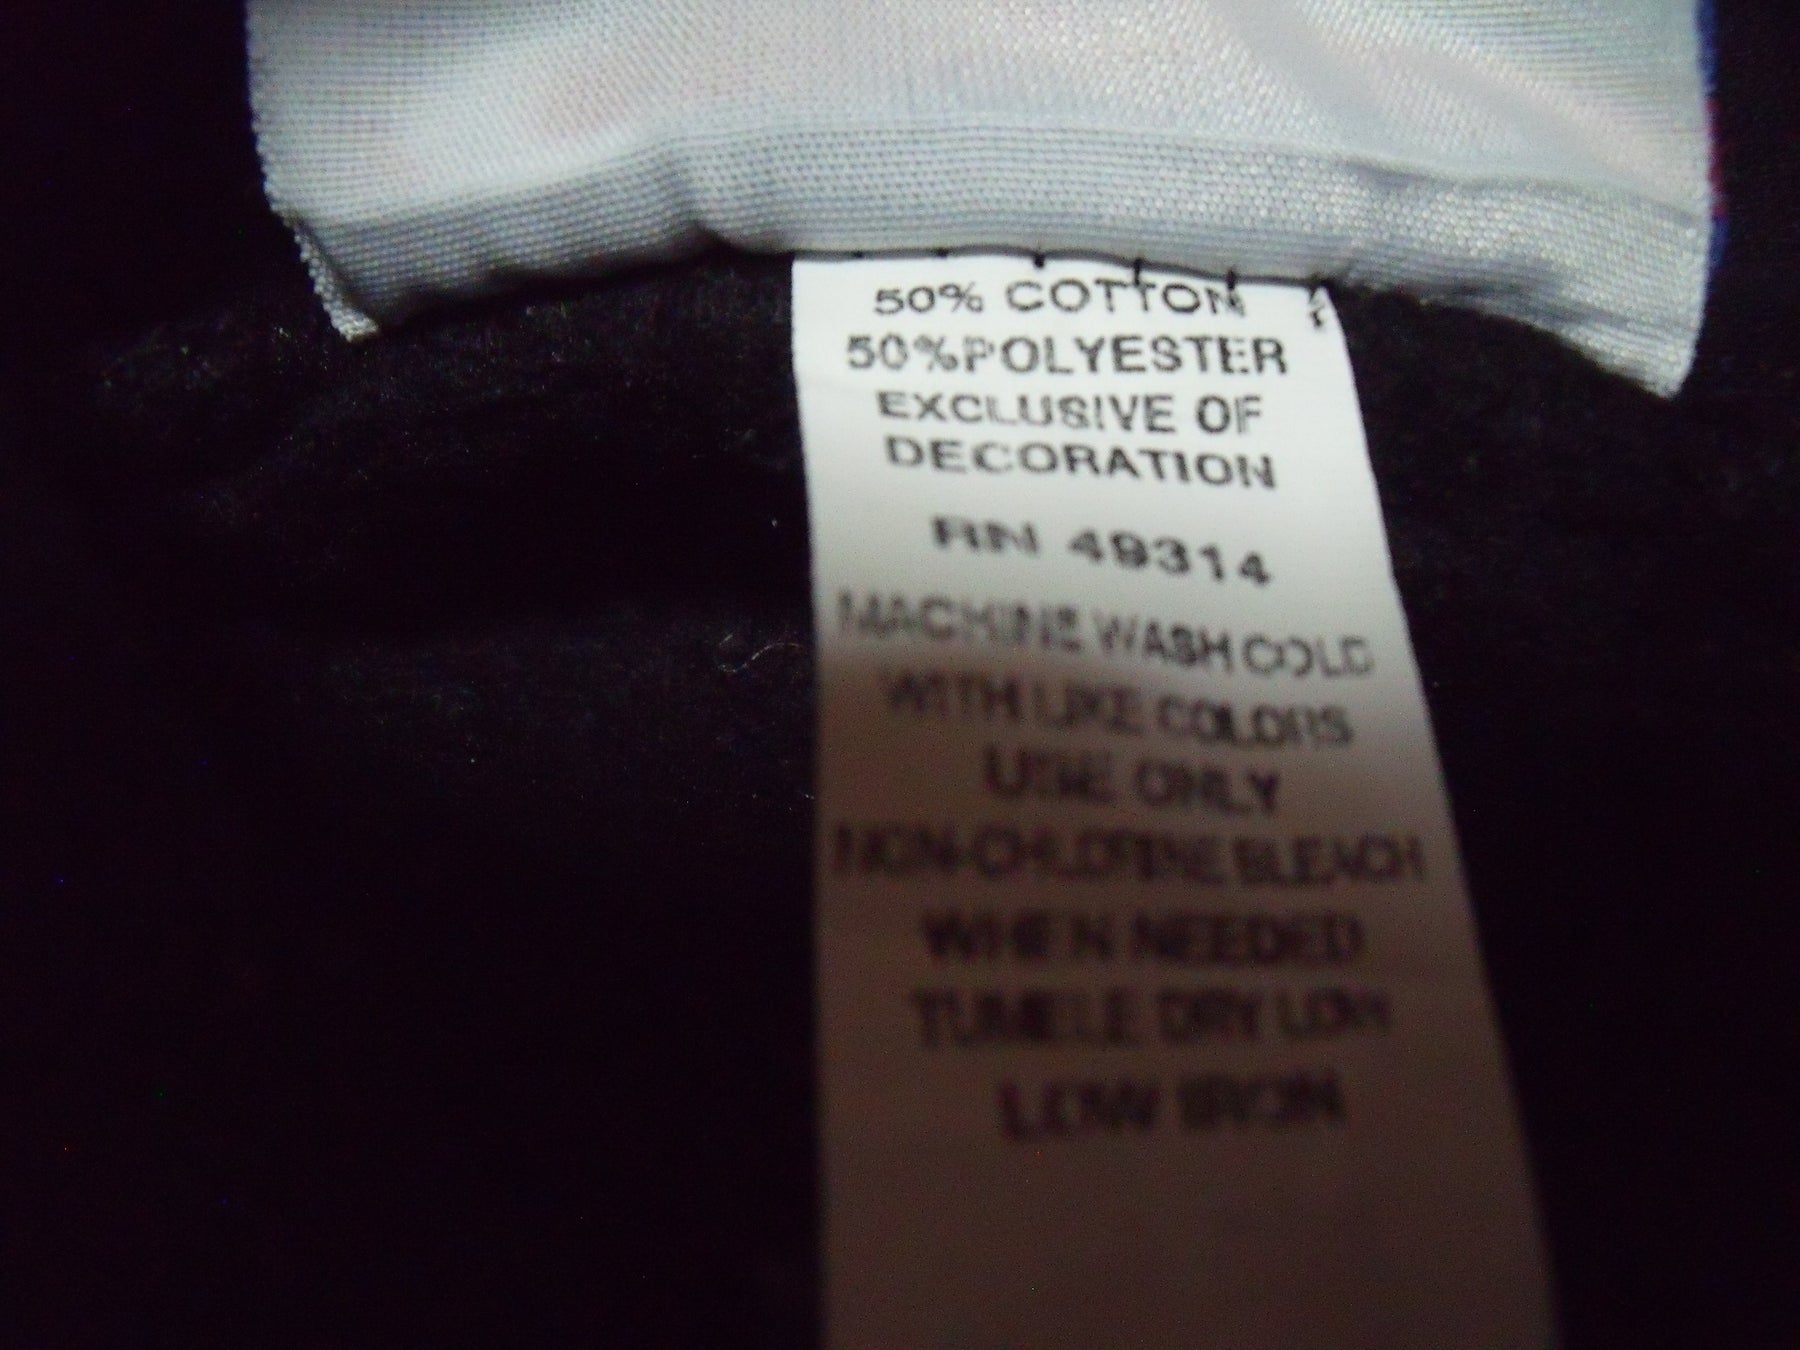 50% COTTON
50%POLYESTER
EXCLUSIVE OF
DECORATION
RN 49314
MACHINE WASH COLD
WITH LIKE COLORS
USE ONLY
NON-CHLORINE BLEACH
WHEN NEEDED
TUMBLE DRY LOW
LOW IRON